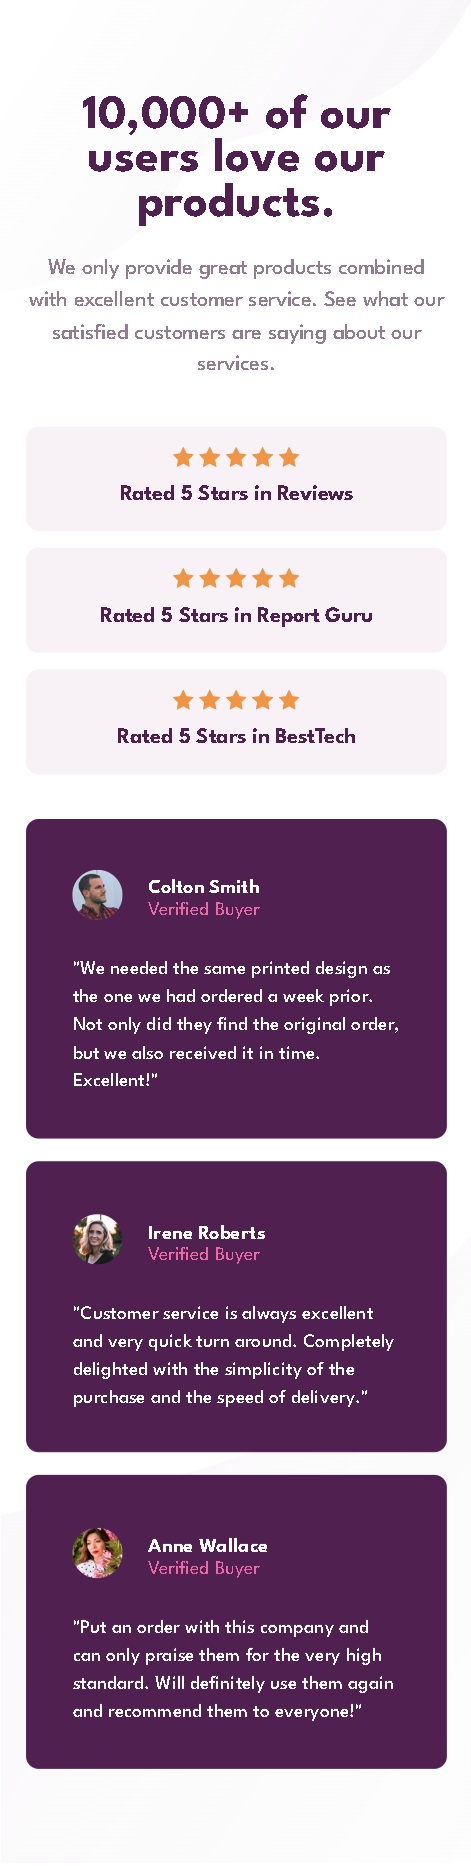 10,000+ of our
users love our
products.
We only provide great products combined
with excellent customer service. See what our
satisfied customers are saying about our
services.
Rated 5 Stars in Reviews
Rated 5 Stars in Report Guru
Rated 5 Stars in BestTech
Colton Smith
Verified Buyer
"We needed the same printed design as
the one we had ordered a week prior.
Not only did they find the original order,
but we also received it in time.
Excellent!"
Irene Roberts
Verified Buyer
"Customer service is always excellent
and very quick turn around. Completely
delighted with the simplicity of the
purchase and the speed of delivery."
Anne Wallace
Verified Buyer
"Put an order with this company and
can only praise them for the very high
standard. Will definitely use them again
and recommend them to everyone!"